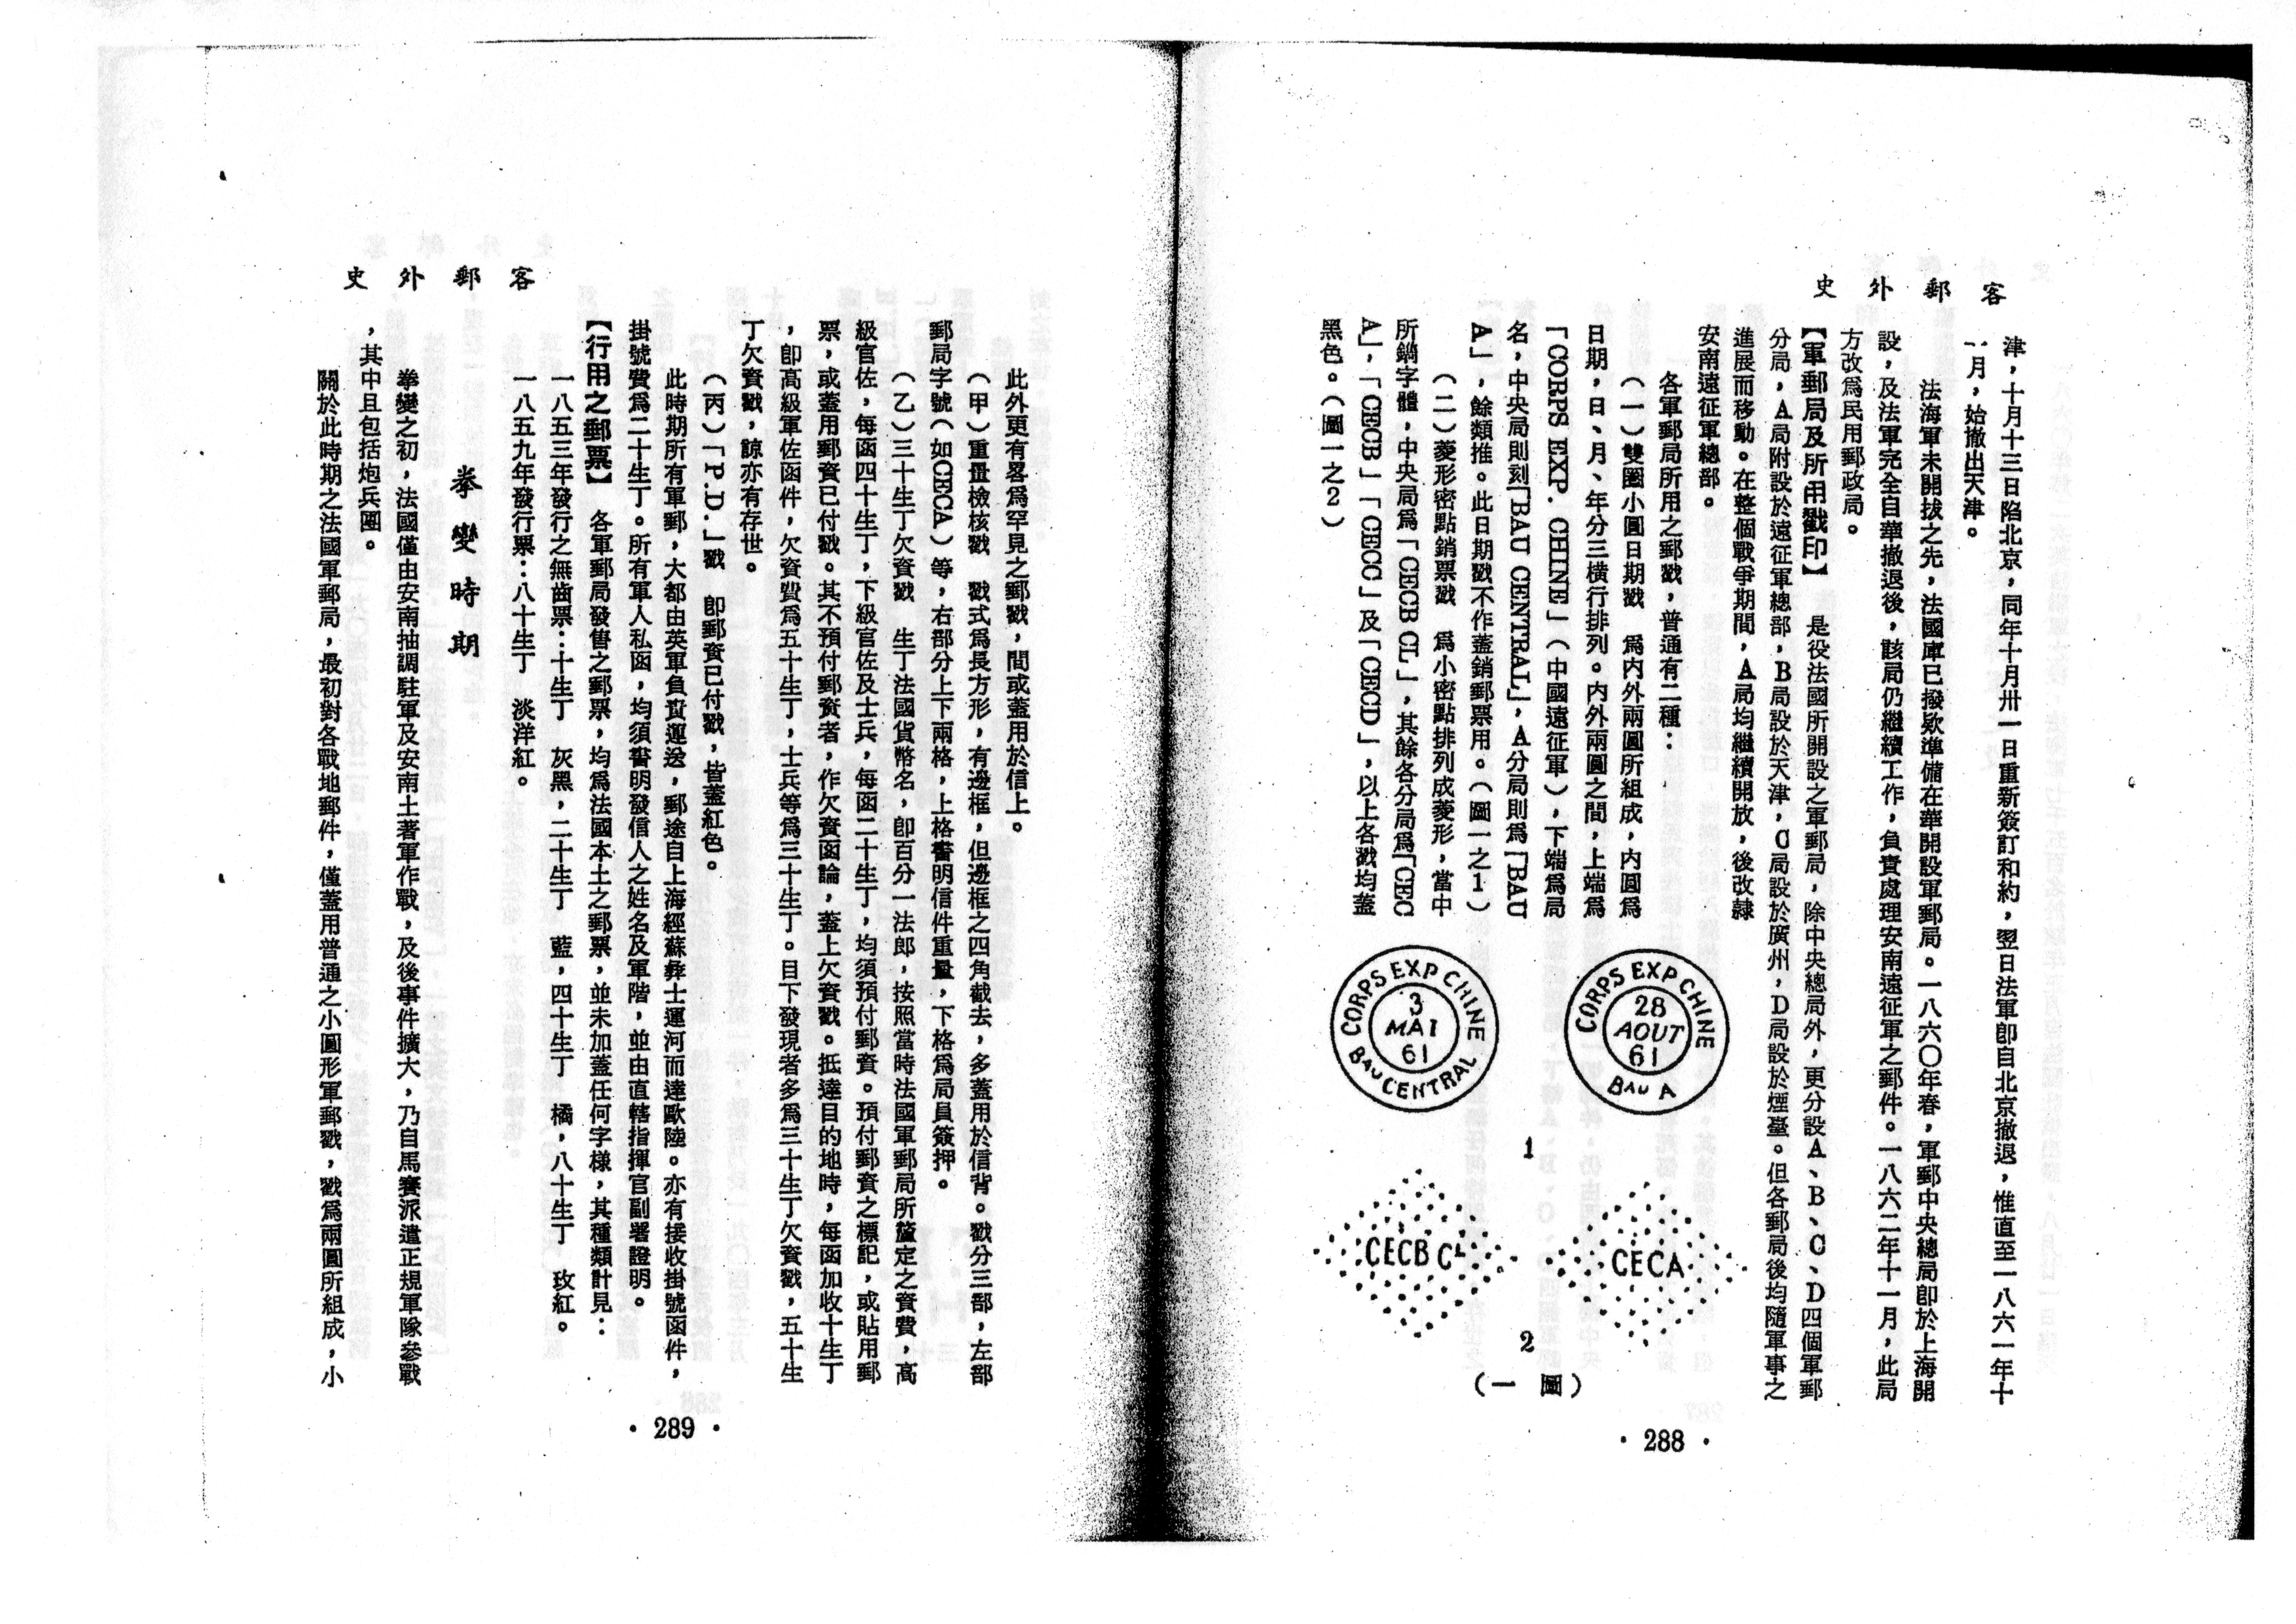 客郵外史
津，十月十三日陷北京，同年十月卅一日重新簽訂和約，翌日法軍卽自北京撤退，惟直至一八六一年十
一月，始撤出天津。
法海軍未開拔之先，法國庫已撥欵準備在華開設軍郵局。一八六〇年春，軍郵中央總局卽於上海開
設，及法軍完全自華撤退後，該局仍繼續工作，負責處理安南遠征軍之郵件。一八六二年十一月，此局
方改爲民用郵政局。
【軍郵局及所用戳印】　是役法國所開設之軍郵局，除中央總局外，更分設A、B、C、D四個軍郵
分局，A局附設於遠征軍總部，B局設於天津，C局設於廣州，D局設於煙臺。但各郵局後均隨軍事之
進展而移動。在整個戰爭期間，A局均繼續開放，後改隸
安南遠征軍總部。
各軍郵局所用之郵戳，普通有二種：
（一）雙圈小圓日期戳　爲內外兩圓所組成，內圓爲
日期，日、月、年分三橫行排列。內外兩圓之間，上端爲
「CORPS EXP. CHINE」（中國遠征軍），下端爲局
名，中央局則刻「BAU CENTRAL」，A分局則爲「BAU
A」，餘類推。此日期戳不作蓋銷郵票用。（圖一之1）
（二）菱形密點銷票戳　爲小密點排列成菱形，當中
所鐫字體，中央局爲「CECB CL」，其餘各分局爲「CEC
A」，「CECB」「CECC」及「CECD」，以上各戳均蓋
黑色。（圖一之2）
CORPS EXP CHINE
28
AOUT
61
BAU A
CORPS EXP CHINE
3
MAI
61
BAU CENTRAL
1
CECA
CECB CL
2
（圖一）
· 288 ·
客郵外史
此外更有畧爲罕見之郵戳，間或蓋用於信上。
（甲）重量檢核戳　戳式爲長方形，有邊框，但邊框之四角截去，多蓋用於信背。戳分三部，左部
郵局字號（如CECA）等，右部分上下兩格，上格書明信件重量，下格爲局員簽押。
（乙）三十生丁欠資戳　生丁法國貨幣名，卽百分一法郎，按照當時法國軍郵局所釐定之資費，高
級官佐，每函四十生丁，下級官佐及士兵，每函二十生丁，均須預付郵資。預付郵資之標記，或貼用郵
票，或蓋用郵資已付戳。其不預付郵資者，作欠資函論，蓋上欠資戳。抵達目的地時，每函加收十生丁
，卽高級軍佐函件，欠資費爲五十生丁，士兵等爲三十生丁。目下發現者多爲三十生丁欠資戳，五十生
丁欠資戳，諒亦有存世。
（丙）「P.D.」戳　卽郵資已付戳，皆蓋紅色。
此時期所有軍郵，大都由英軍負責運送，郵途自上海經蘇彝士運河而達歐陸。亦有接收掛號函件，
掛號費爲二十生丁。所有軍人私函，均須書明發信人之姓名及軍階，並由直轄指揮官副署證明。
【行用之郵票】　各軍郵局發售之郵票，均爲法國本土之郵票，並未加蓋任何字樣，其種類計見：
一八五三年發行之無齒票：十生丁　灰黑，二十生丁　藍，四十生丁　橘，八十生丁　玫紅。
一八五九年發行票：八十生丁　淡洋紅。
拳變時期
拳變之初，法國僅由安南抽調駐軍及安南土著軍作戰，及後事件擴大，乃自馬賽派遣正規軍隊參戰
，其中且包括炮兵團。
關於此時期之法國軍郵局，最初對各戰地郵件，僅蓋用普通之小圓形軍郵戳，戳爲兩圓所組成，小
· 289 ·